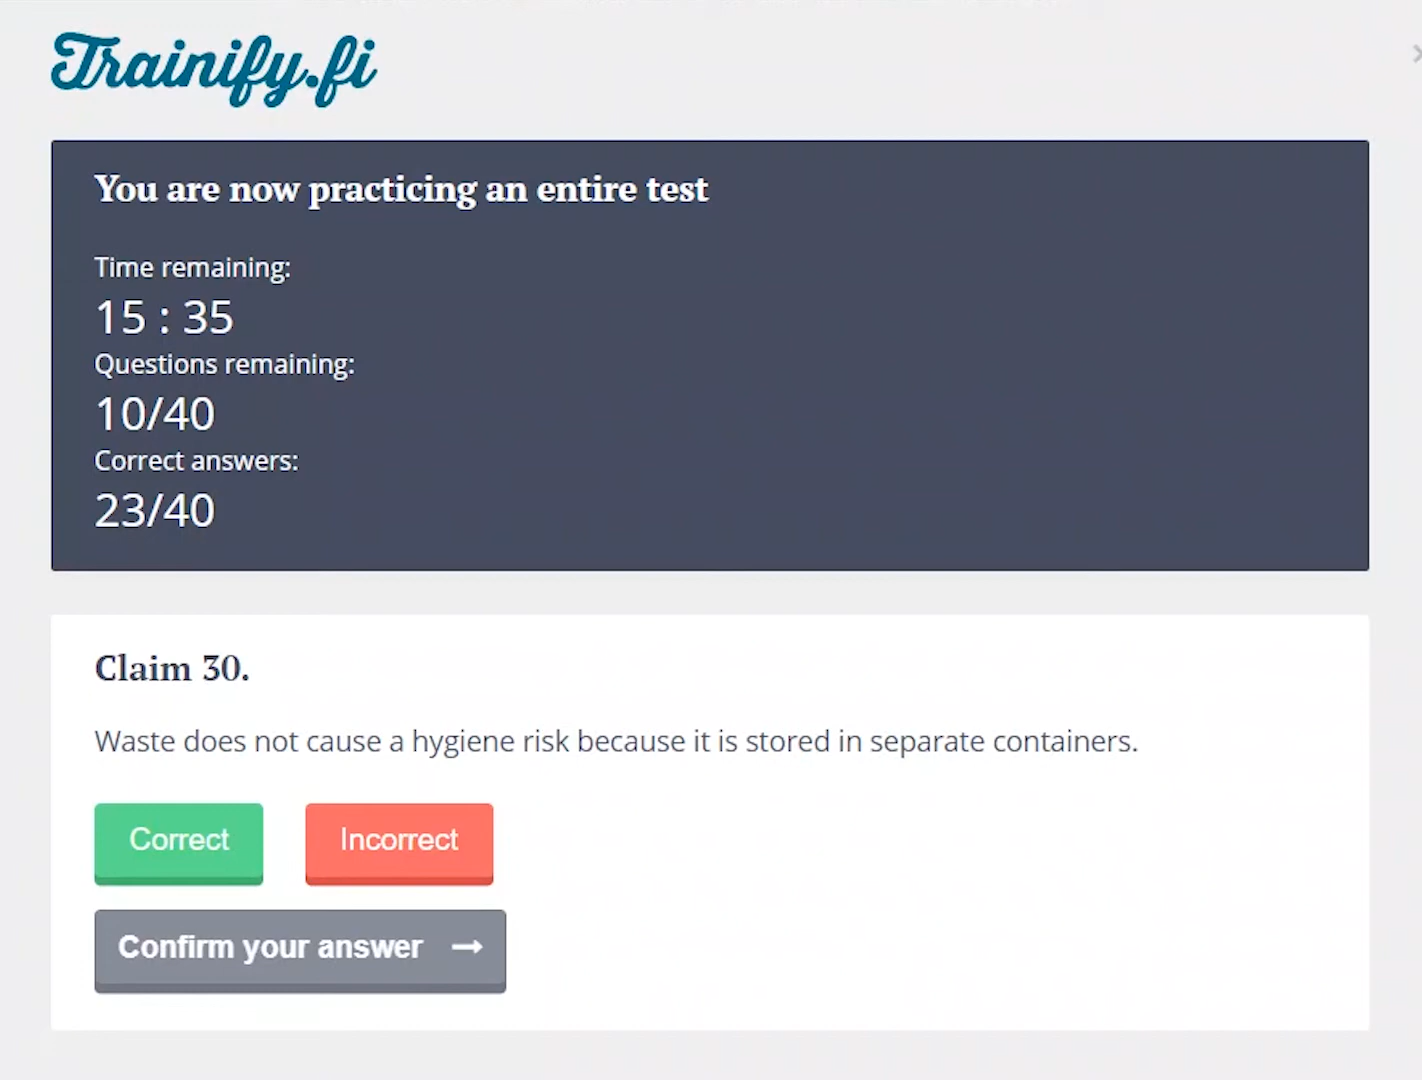 Trainify.fi
You are now practicing an entire test
Time remaining:
15 : 35
Questions remaining:
10/40
Correct answers:
23/40
Claim 30.
Waste does not cause a hygiene risk because it is stored in separate containers.
Correct Incorrect
Confirm your answer →